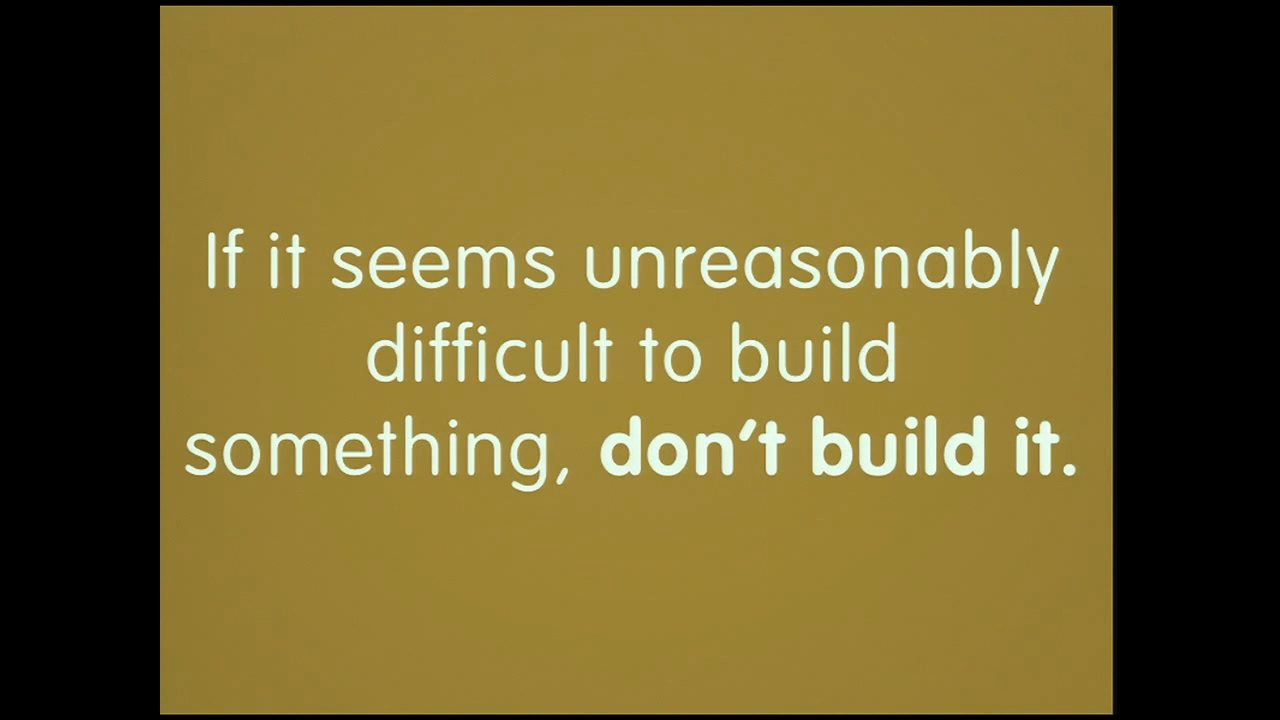 If it seems unreasonably
difficult to build
something, don’t build it.